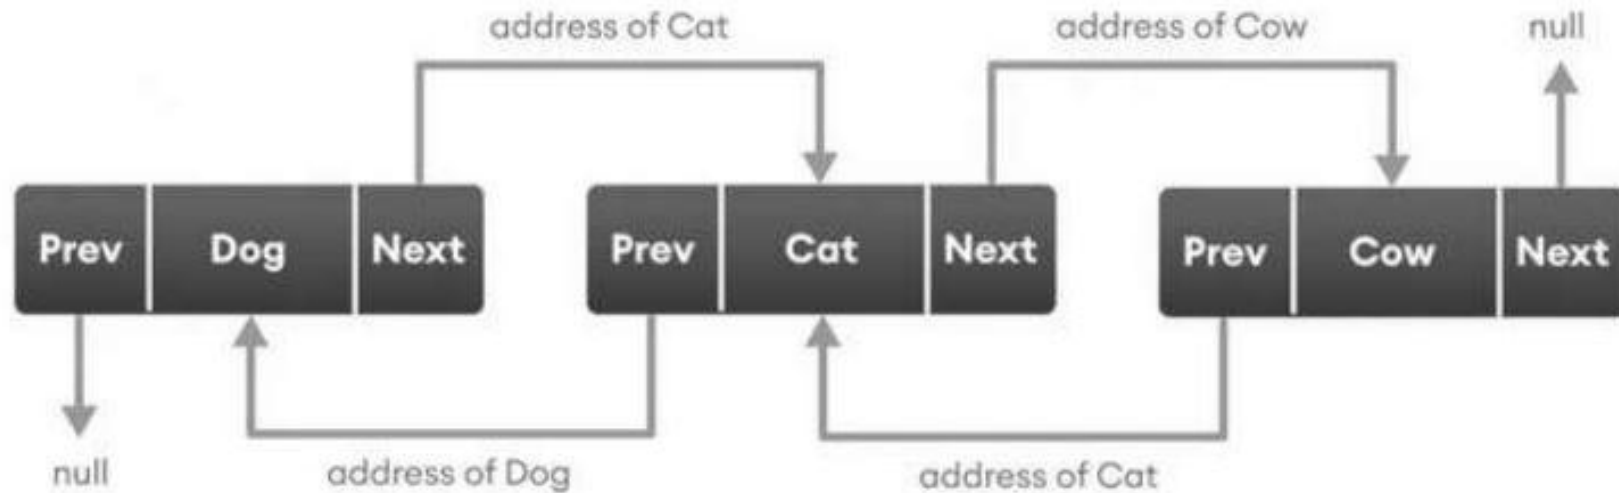 address of Cat
address of Cow
null
Prev Dog Next
Prev Cat Next
Prev Cow Next
null
address of Dog
address of Cat